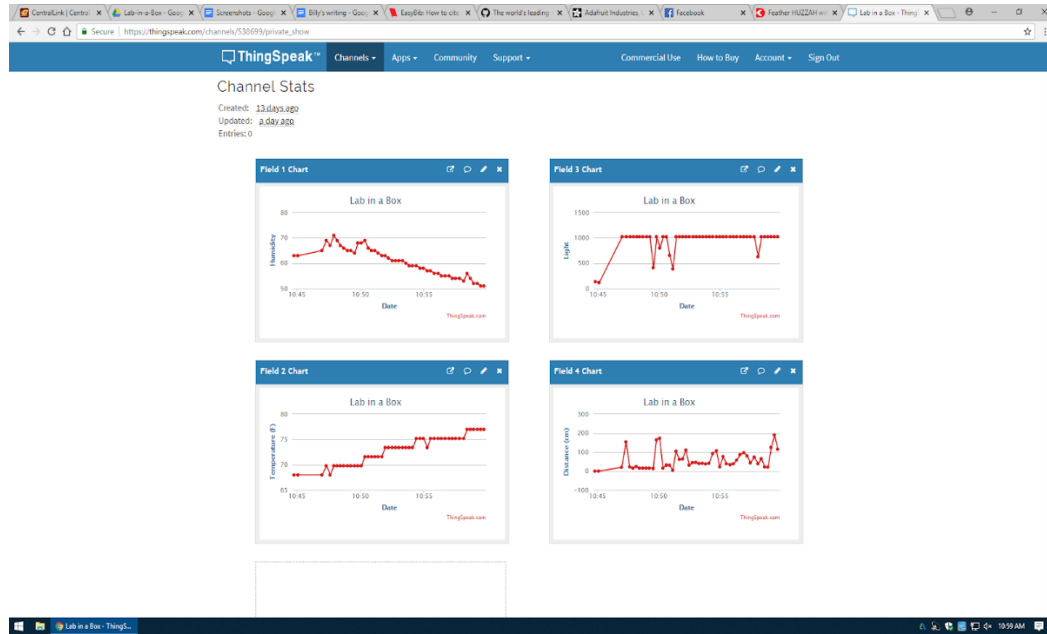 CentralLink | Central
Lab-in-a-Box - Goog
Screenshots - Googl
Billy's writing - Goog
EasyBib: How to cite
The world's leading
Adafruit Industries,
Facebook
Feather HUZZAH wi
Lab in a Box - Thing
Secure | https://thingspeak.com/channels/538699/private_show
ThingSpeak™ Channels Apps Community Support Commercial Use How to Buy Account Sign Out
Channel Stats
Created: 13 days ago
Updated: a day ago
Entries: 0
Field 1 Chart
Lab in a Box
Humidity
80
70
60
50
10:45 10:50 10:55
Date
ThingSpeak.com
Field 3 Chart
Lab in a Box
Light
1500
1000
500
0
10:45 10:50 10:55
Date
ThingSpeak.com
Field 2 Chart
Lab in a Box
Temperature (F)
80
75
70
65
10:45 10:50 10:55
Date
ThingSpeak.com
Field 4 Chart
Lab in a Box
Distance (cm)
300
200
100
0
-100
10:45 10:50 10:55
Date
ThingSpeak.com
Lab in a Box - ThingS...
10:59 AM